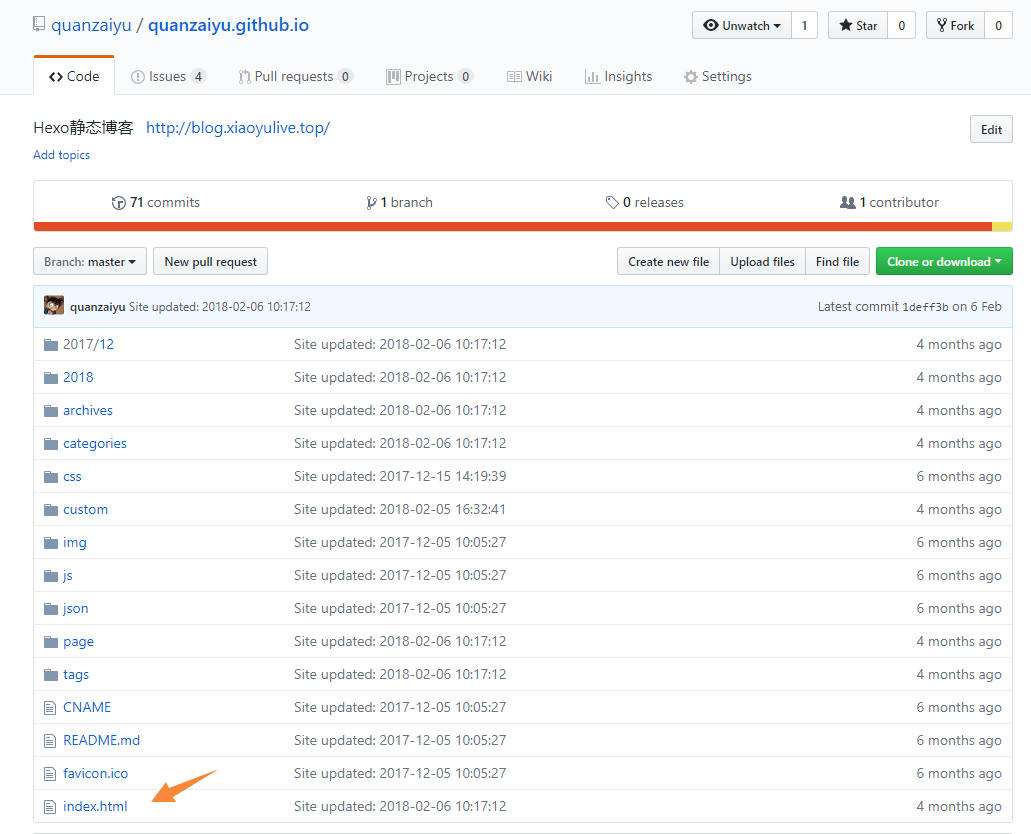 quanzaiyu / quanzaiyu.github.io Unwatch 1 Star 0 Fork 0
Code Issues 4 Pull requests 0 Projects 0 Wiki Insights Settings
Hexo静态博客 http://blog.xiaoyulive.top/ Edit
Add topics
71 commits 1 branch 0 releases 1 contributor
Branch: master New pull request Create new file Upload files Find file Clone or download
quanzaiyu Site updated: 2018-02-06 10:17:12 Latest commit 1deff3b on 6 Feb
2017/12 Site updated: 2018-02-06 10:17:12 4 months ago
2018 Site updated: 2018-02-06 10:17:12 4 months ago
archives Site updated: 2018-02-06 10:17:12 4 months ago
categories Site updated: 2018-02-06 10:17:12 4 months ago
css Site updated: 2017-12-15 14:19:39 6 months ago
custom Site updated: 2018-02-05 16:32:41 4 months ago
img Site updated: 2017-12-05 10:05:27 6 months ago
js Site updated: 2017-12-05 10:05:27 6 months ago
json Site updated: 2017-12-05 10:05:27 6 months ago
page Site updated: 2018-02-06 10:17:12 4 months ago
tags Site updated: 2018-02-06 10:17:12 4 months ago
CNAME Site updated: 2017-12-05 10:05:27 6 months ago
README.md Site updated: 2017-12-05 10:05:27 6 months ago
favicon.ico Site updated: 2017-12-05 10:05:27 6 months ago
index.html Site updated: 2018-02-06 10:17:12 4 months ago